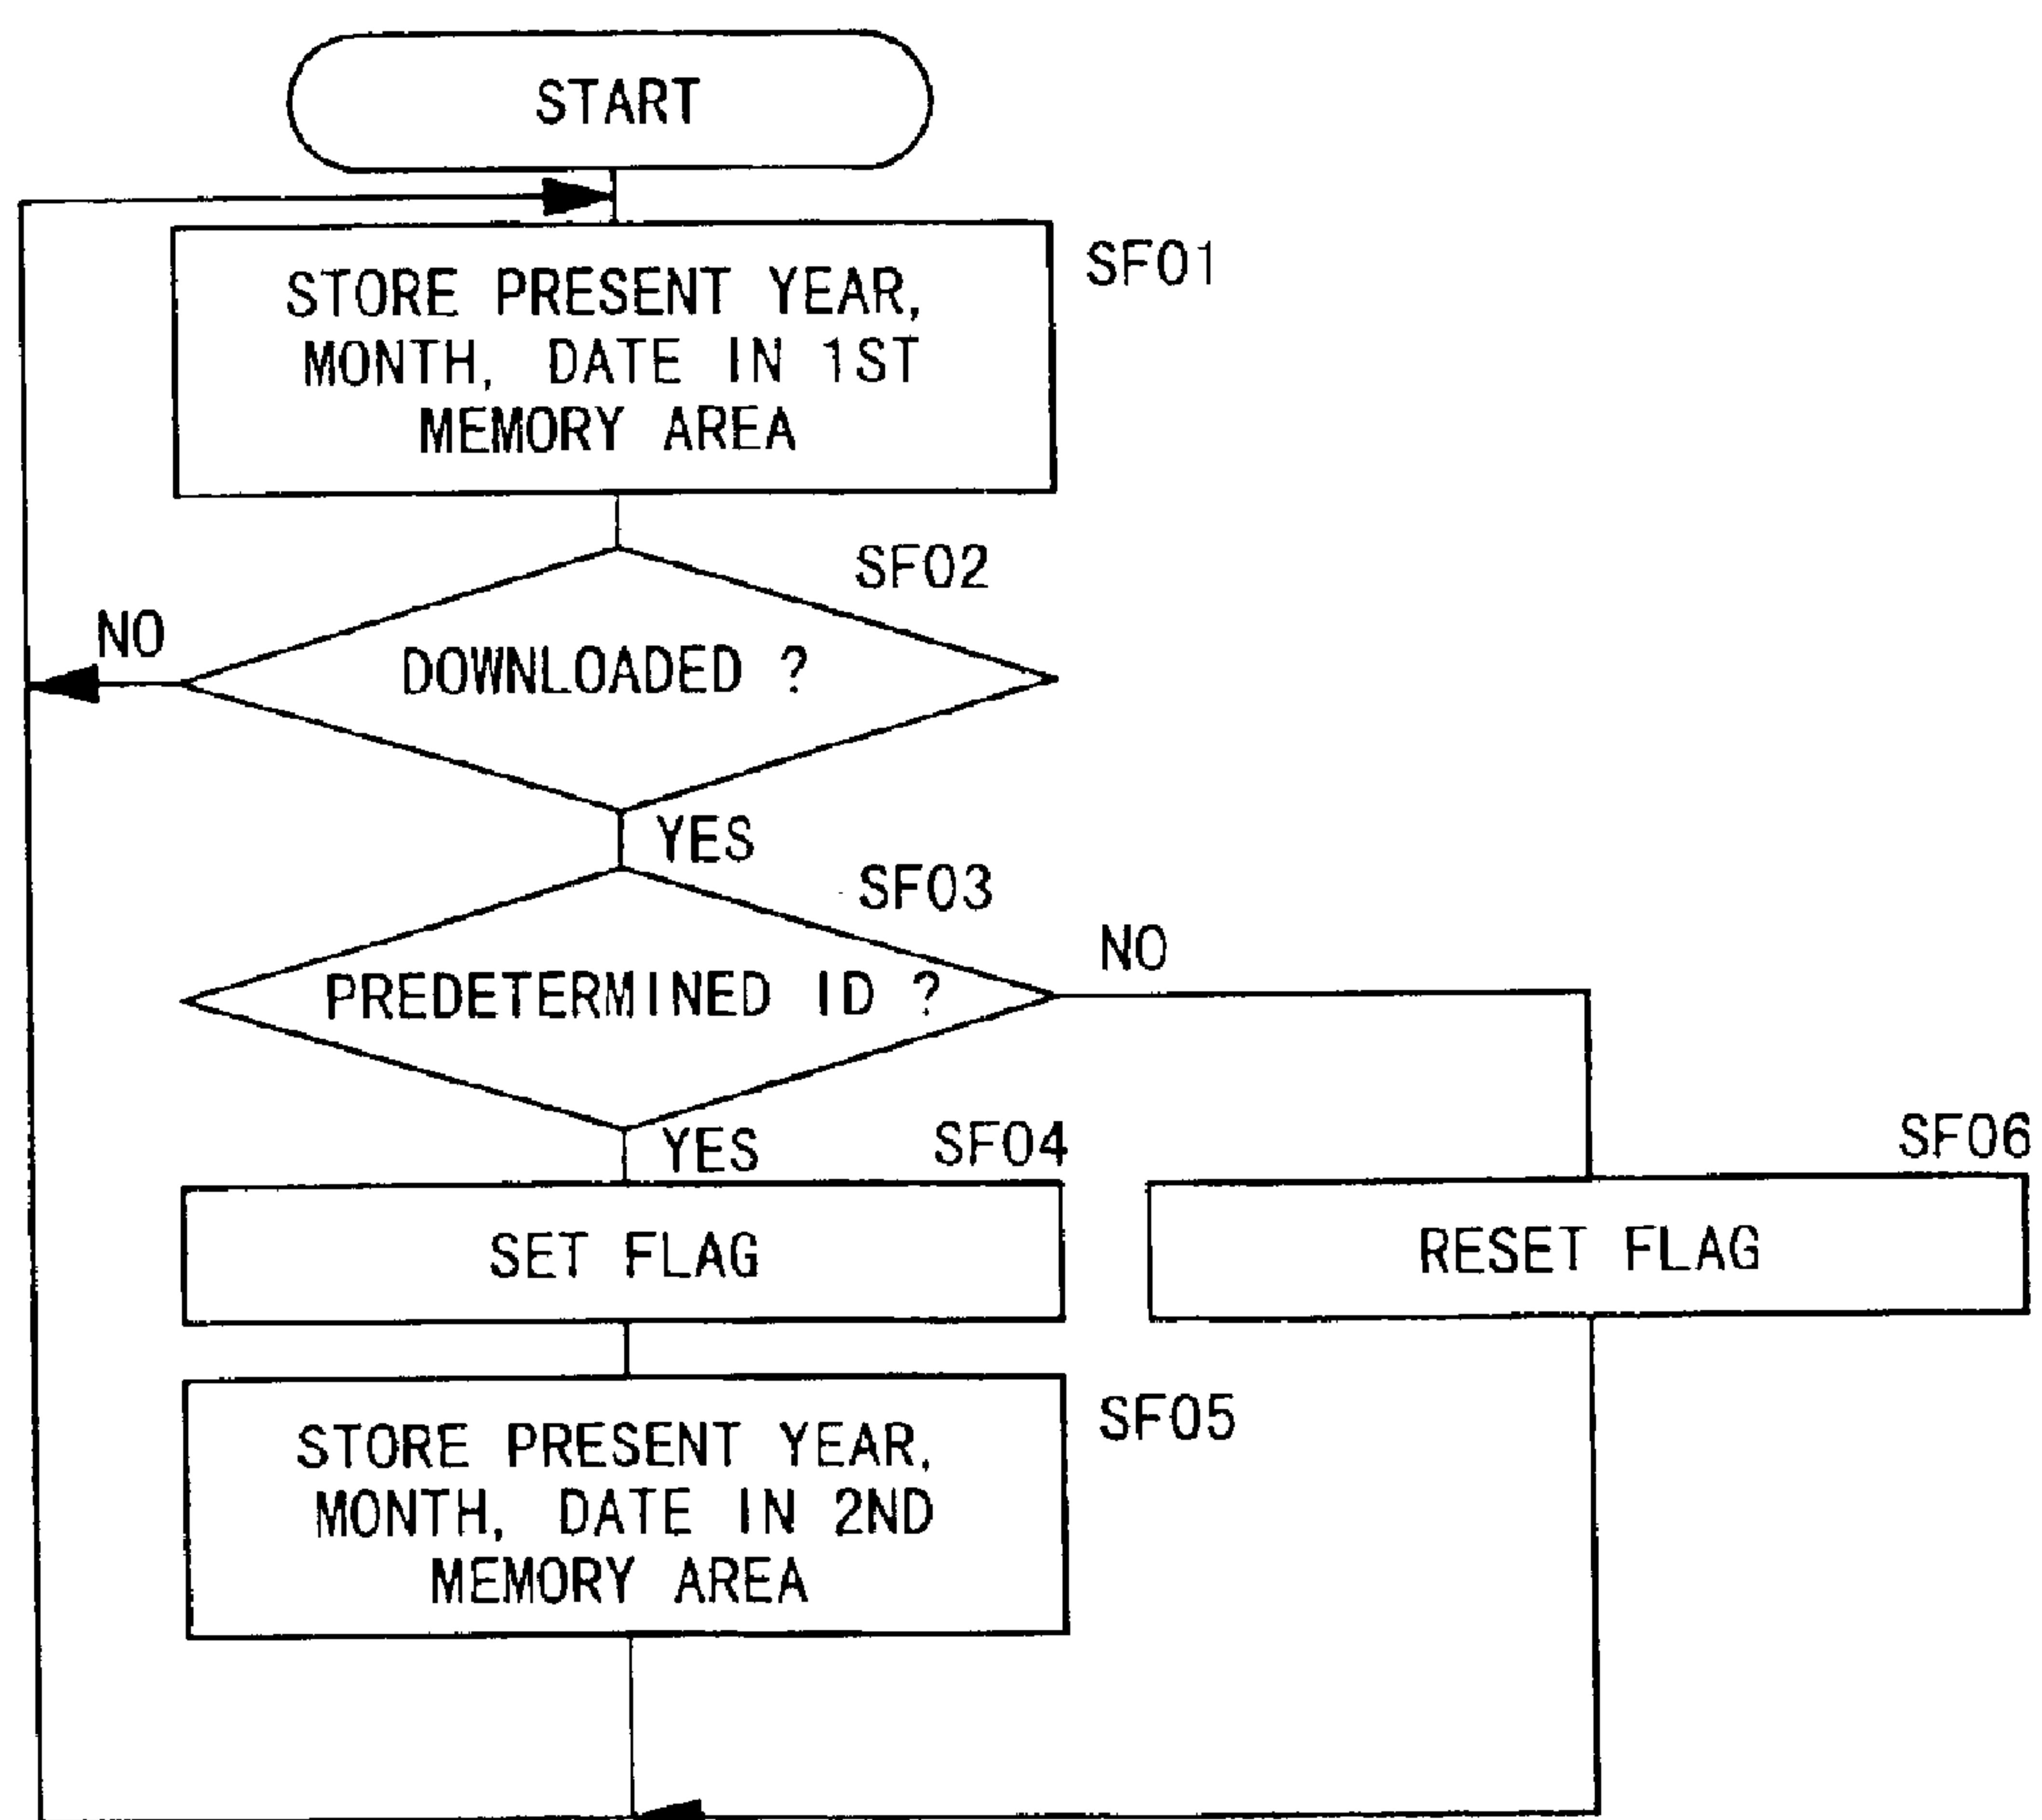 START
SF01
STORE PRESENT YEAR,
MONTH, DATE IN 1ST
MEMORY AREA
SF02
NO
DOWNLOADED ?
YES
SF03
NO
PREDETERMINED ID ?
YES
SF04
SF06
SET FLAG
RESET FLAG
SF05
STORE PRESENT YEAR,
MONTH, DATE IN 2ND
MEMORY AREA